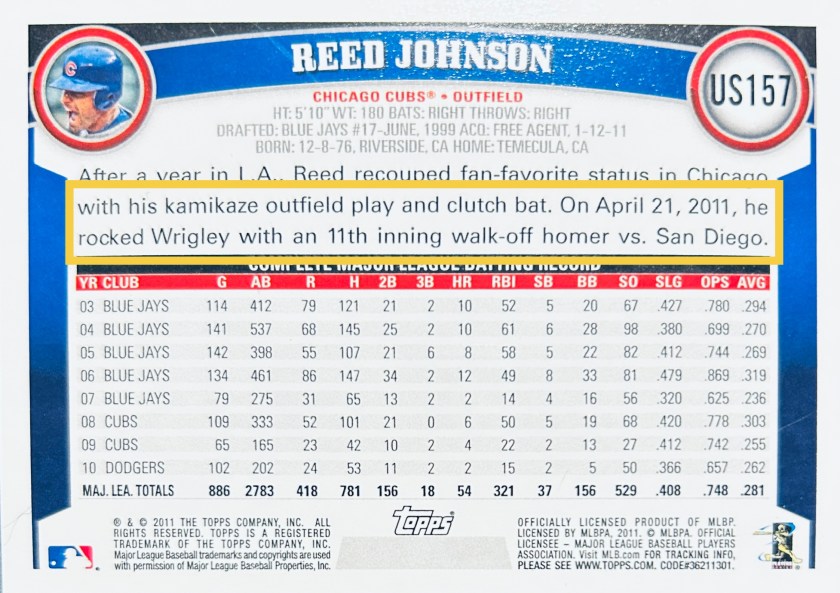 REED JOHNSON
US157
CHICAGO CUBS® • OUTFIELD
HT: 5'10" WT: 180 BATS: RIGHT THROWS: RIGHT
DRAFTED: BLUE JAYS #17-JUNE, 1999 ACQ: FREE AGENT, 1-12-11
BORN: 12-8-76, RIVERSIDE, CA HOME: TEMECULA, CA
After a year in L.A., Reed recouped fan-favorite status in Chicago
with his kamikaze outfield play and clutch bat. On April 21, 2011, he
rocked Wrigley with an 11th inning walk-off homer vs. San Diego.
COMPLETE MAJOR LEAGUE BATTING RECORD
YR CLUB G AB R H 2B 3B HR RBI SB BB SO SLG OPS AVG
03 BLUE JAYS 114 412 79 121 21 2 10 52 5 20 67 .427 .780 .294
04 BLUE JAYS 141 537 68 145 25 2 10 61 6 28 98 .380 .699 .270
05 BLUE JAYS 142 398 55 107 21 6 8 58 5 22 82 .412 .744 .269
06 BLUE JAYS 134 461 86 147 34 2 12 49 8 33 81 .479 .869 .319
07 BLUE JAYS 79 275 31 65 13 2 2 14 4 16 56 .320 .625 .236
08 CUBS 109 333 52 101 21 0 6 50 5 19 68 .420 .778 .303
09 CUBS 65 165 23 42 10 2 4 22 2 13 27 .412 .742 .255
10 DODGERS 102 202 24 53 11 2 2 15 2 5 50 .366 .657 .262
MAJ. LEA. TOTALS 886 2783 418 781 156 18 54 321 37 156 529 .408 .748 .281
® & © 2011 THE TOPPS COMPANY, INC. ALL
RIGHTS RESERVED. TOPPS IS A REGISTERED
TRADEMARK OF THE TOPPS COMPANY, INC.
Major League Baseball trademarks and copyrights are used
with permission of Major League Baseball Properties, Inc.
Topps
OFFICIALLY LICENSED PRODUCT OF MLBP.
LICENSED BY MLBPA, 2011. © MLBPA. OFFICIAL
LICENSEE – MAJOR LEAGUE BASEBALL PLAYERS
ASSOCIATION. Visit MLB.com FOR TRACKING INFO,
PLEASE SEE WWW.TOPPS.COM. CODE#36211301.